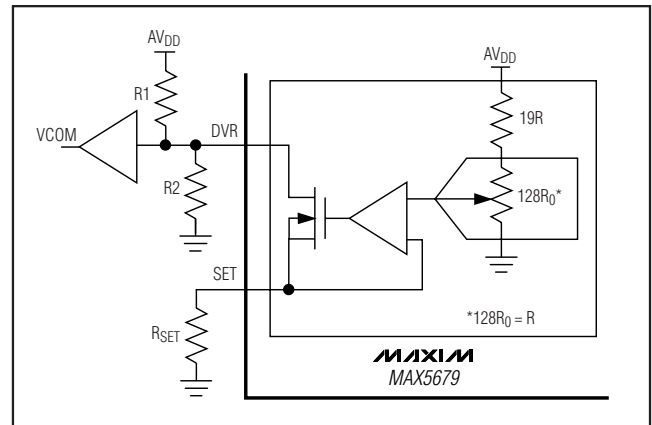 AVDD
AVDD
R1
19R
VCOM
DVR
128R0*
R2
SET
RSET
*128R0 = R
MAXIM
MAX5679